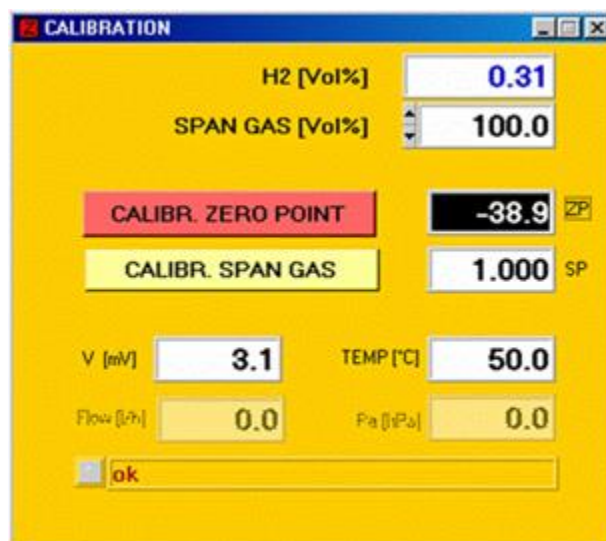 Z CALIBRATION
H2 [Vol%] 0.31
SPAN GAS [Vol%] 100.0
CALIBR. ZERO POINT -38.9 ZP
CALIBR. SPAN GAS 1.000 SP
V [mV] 3.1 TEMP [°C] 50.0
Flow [l/h] 0.0 Pa [hPa] 0.0
ok